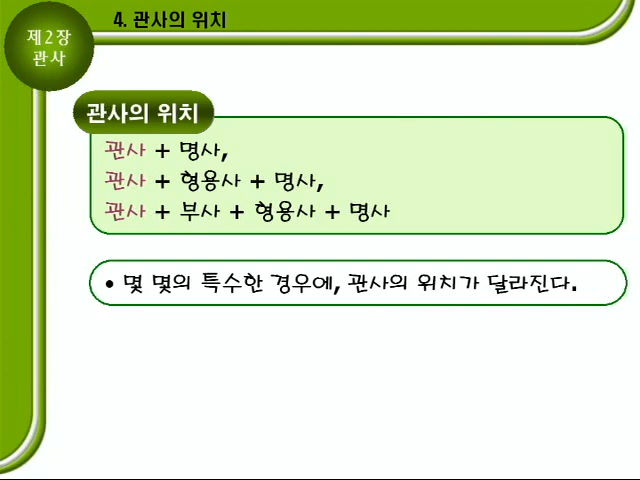 4. 관사의 위치
제2장
관사
관사의 위치
관사 + 명사,
관사 + 형용사 + 명사,
관사 + 부사 + 형용사 + 명사
• 몇 몇의 특수한 경우에, 관사의 위치가 달라진다.